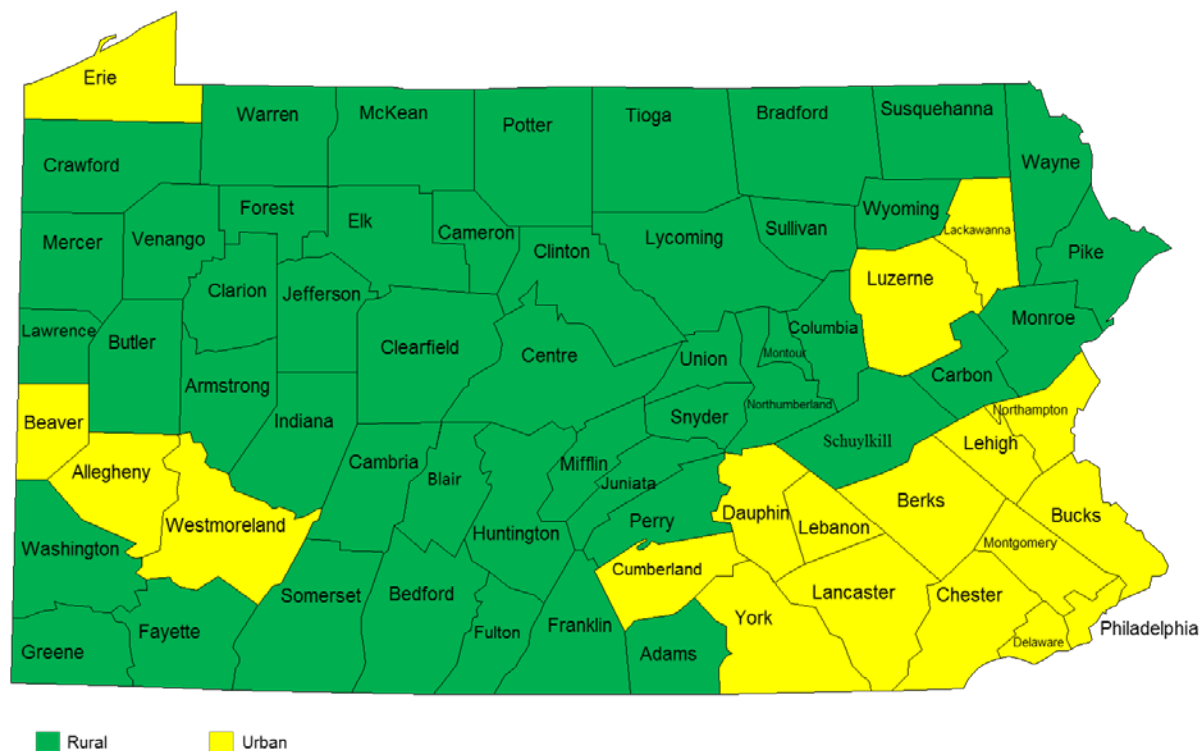 Erie
Warren
McKean
Potter
Tioga
Bradford
Susquehanna
Crawford
Wayne
Forest
Elk
Cameron
Wyoming
Lackawanna
Mercer
Venango
Clinton
Lycoming
Sullivan
Pike
Clarion
Jefferson
Luzerne
Lawrence
Butler
Clearfield
Centre
Union
Montour
Columbia
Monroe
Armstrong
Indiana
Snyder
Northumberland
Carbon
Northampton
Beaver
Allegheny
Cambria
Blair
Mifflin
Juniata
Schuylkill
Lehigh
Westmoreland
Huntington
Perry
Dauphin
Lebanon
Berks
Bucks
Washington
Montgomery
Cumberland
Somerset
Bedford
Lancaster
Chester
Greene
Fayette
Fulton
Franklin
Adams
York
Delaware
Philadelphia
Rural
Urban